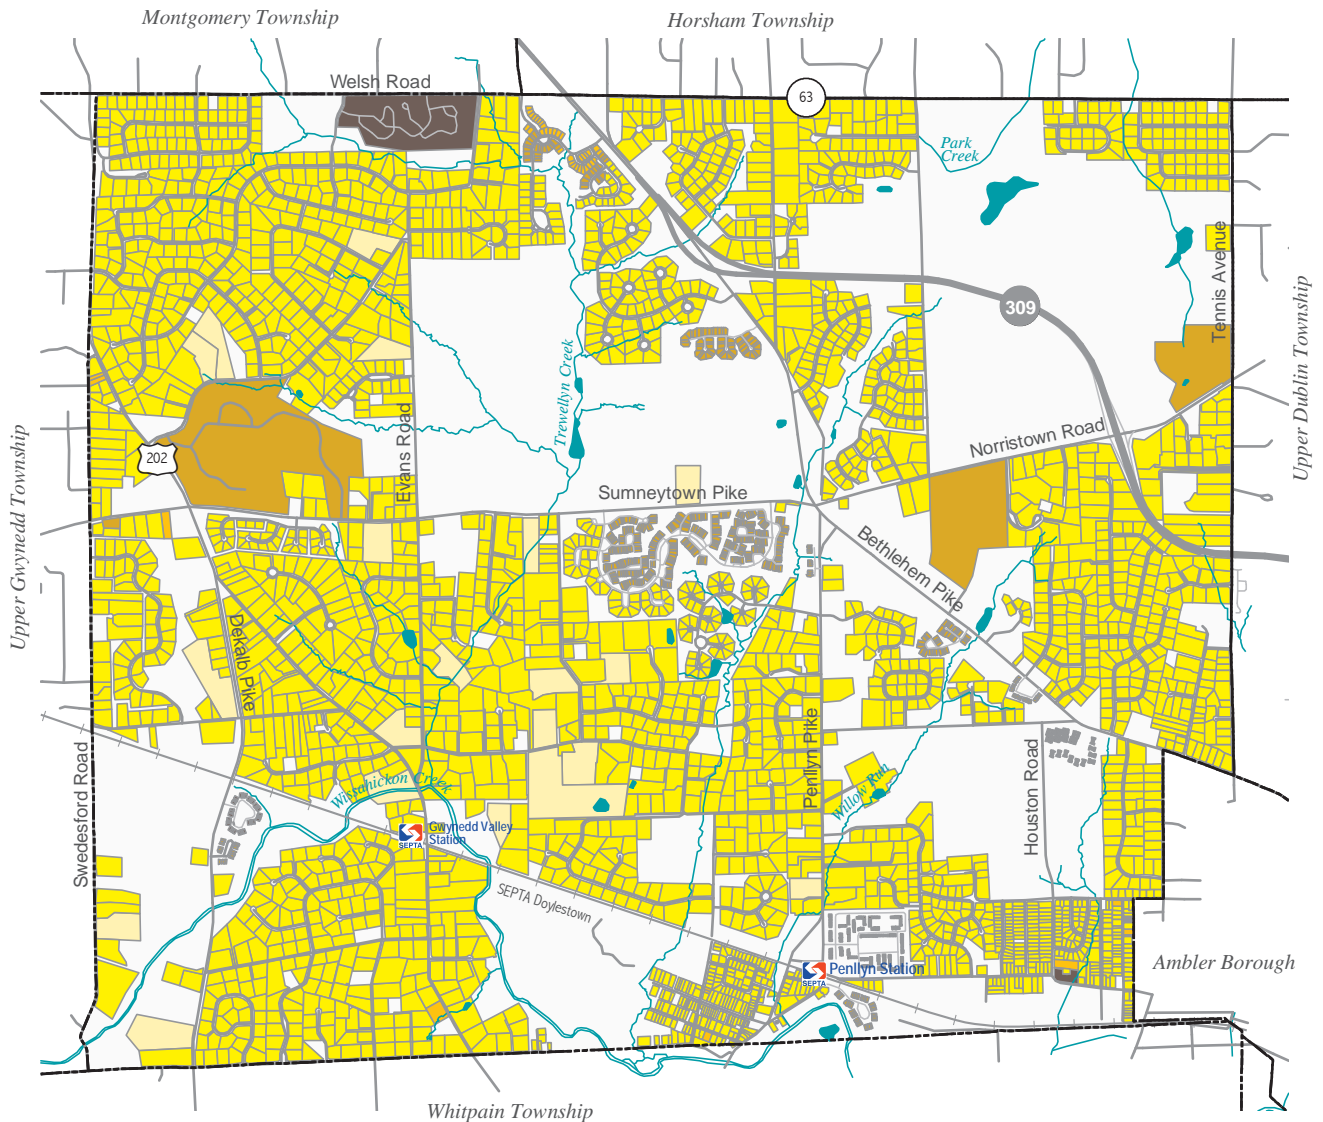 Montgomery Township
Horsham Township
Welsh Road
63
Park
Creek
Tennis Avenue
309
Upper Dublin Township
Trewellyn Creek
Evans Road
Norristown Road
202
Upper Gwynedd Township
Sumneytown Pike
Bethlehem Pike
Dekalb Pike
Penllyn Pike
Swedesford Road
Houston Road
Wissahickon Creek
Willow Run
Gwynedd Valley
Station
SEPTA
SEPTA Doylestown
Penllyn Station
SEPTA
Ambler Borough
Whitpain Township